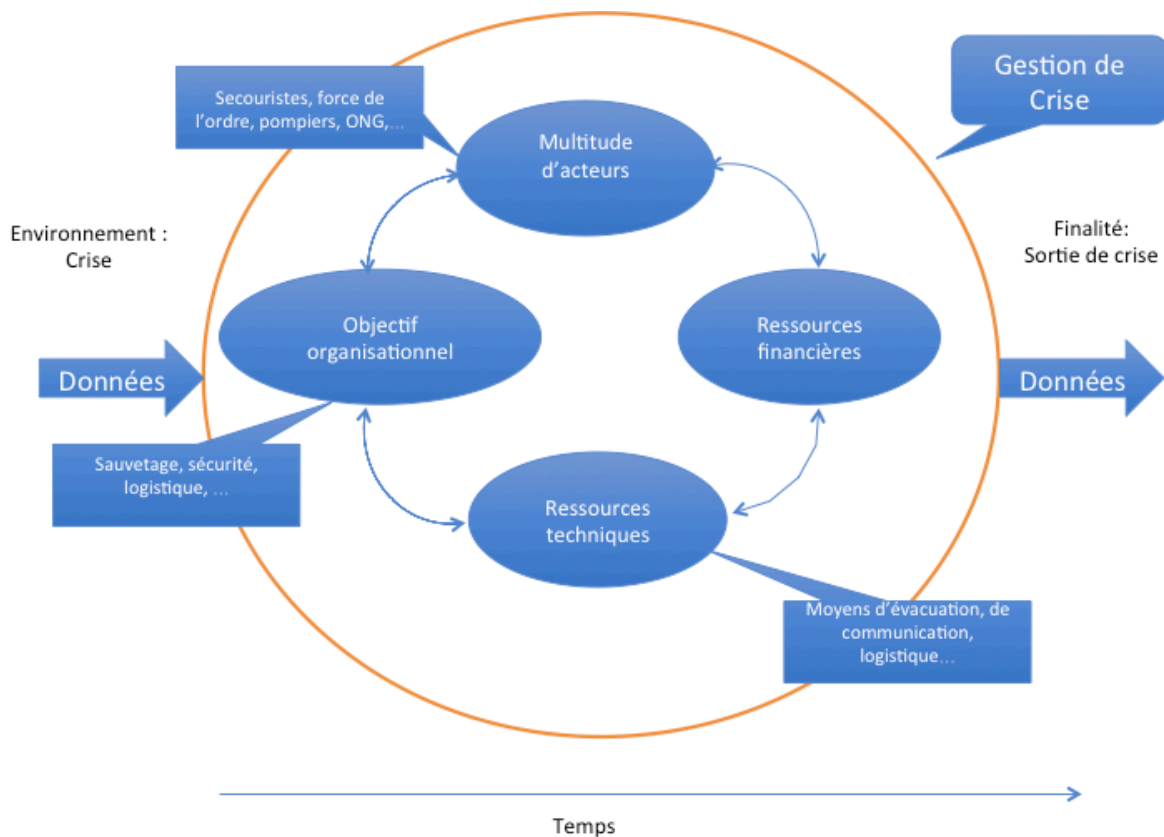 Gestion de
Crise
Secouristes, force de
l'ordre, pompiers, ONG,...
Multitude
d'acteurs
Environnement :
Crise
Finalité:
Sortie de crise
Objectif
organisationnel
Ressources
financières
Données
Données
Sauvetage, sécurité,
logistique, ...
Ressources
techniques
Moyens d'évacuation, de
communication,
logistique...
Temps